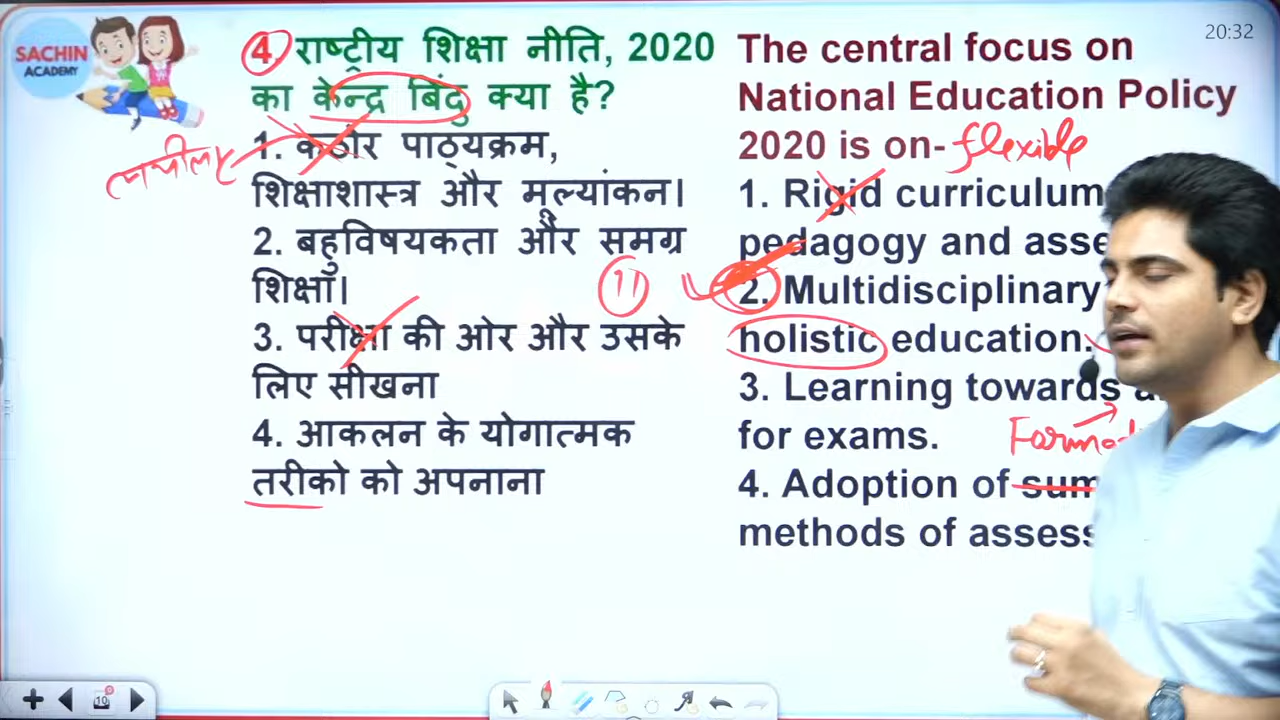 SACHIN
ACADEMY
4 राष्ट्रीय शिक्षा नीति, 2020
का केन्द्र बिंदु क्या है?
लचीला
1. कठोर पाठ्यक्रम,
शिक्षाशास्त्र और मूल्यांकन।
2. बहुविषयकता और समग्र
शिक्षा।
3. परीक्षा की ओर और उसके
लिए सीखना
4. आकलन के योगात्मक
तरीको को अपनाना
11
20:32
The central focus on
National Education Policy
2020 is on- flexible
1. Rigid curriculum
pedagogy and asse
2. Multidisciplinary
holistic education.
3. Learning towards a
for exams.
4. Adoption of sum
methods of assess
10